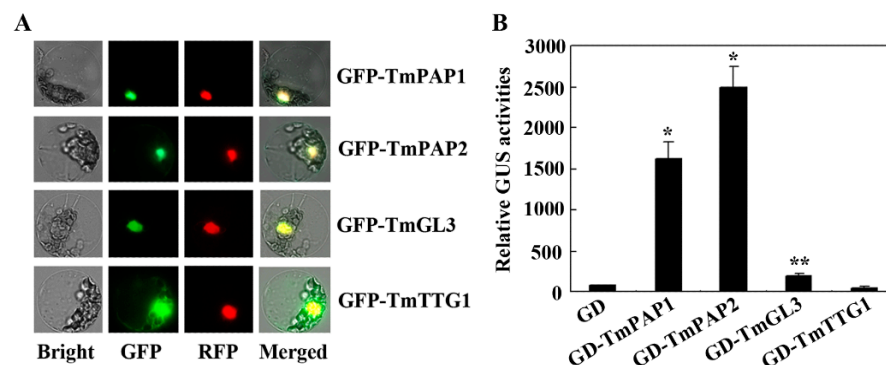 A
GFP-TmPAP1
GFP-TmPAP2
GFP-TmGL3
GFP-TmTTG1
Bright GFP RFP Merged
B
Relative GUS activities
3000
2500
2000
1500
1000
500
0
*
*
**
GD
GD-TmPAP1
GD-TmPAP2
GD-TmGL3
GD-TmTTG1